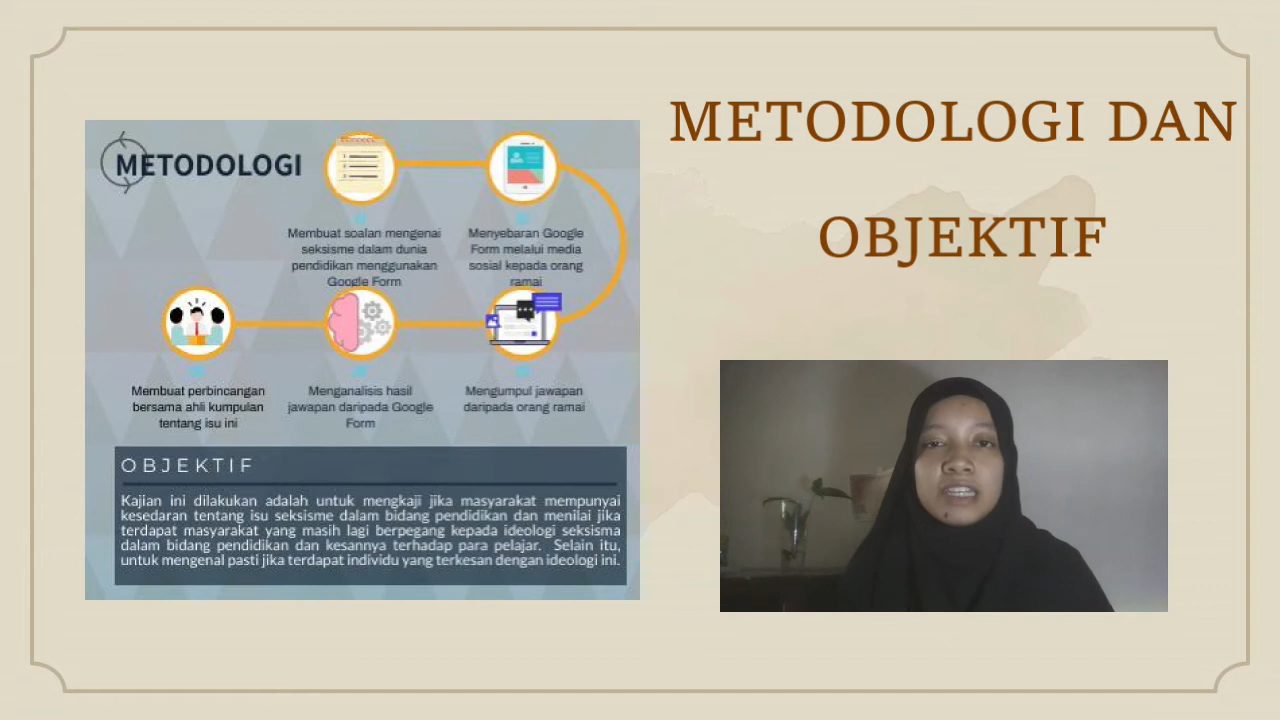 METODOLOGI DAN
OBJEKTIF
METODOLOGI
Membuat soalan mengenai
seksisme dalam dunia
pendidikan menggunakan
Google Form
Menyebaran Google
Form melalui media
sosial kepada orang
ramai
Membuat perbincangan
bersama ahli kumpulan
tentang isu ini
Menganalisis hasil
jawapan daripada Google
Form
Mengumpul jawapan
daripada orang ramai
OBJEKTIF
Kajian ini dilakukan adalah untuk mengkaji jika masyarakat mempunyai
kesedaran tentang isu seksisme dalam bidang pendidikan dan menilai jika
terdapat masyarakat yang masih lagi berpegang kepada ideologi seksisma
dalam bidang pendidikan dan kesannya terhadap para pelajar. Selain itu,
untuk mengenal pasti jika terdapat individu yang terkesan dengan ideologi ini.